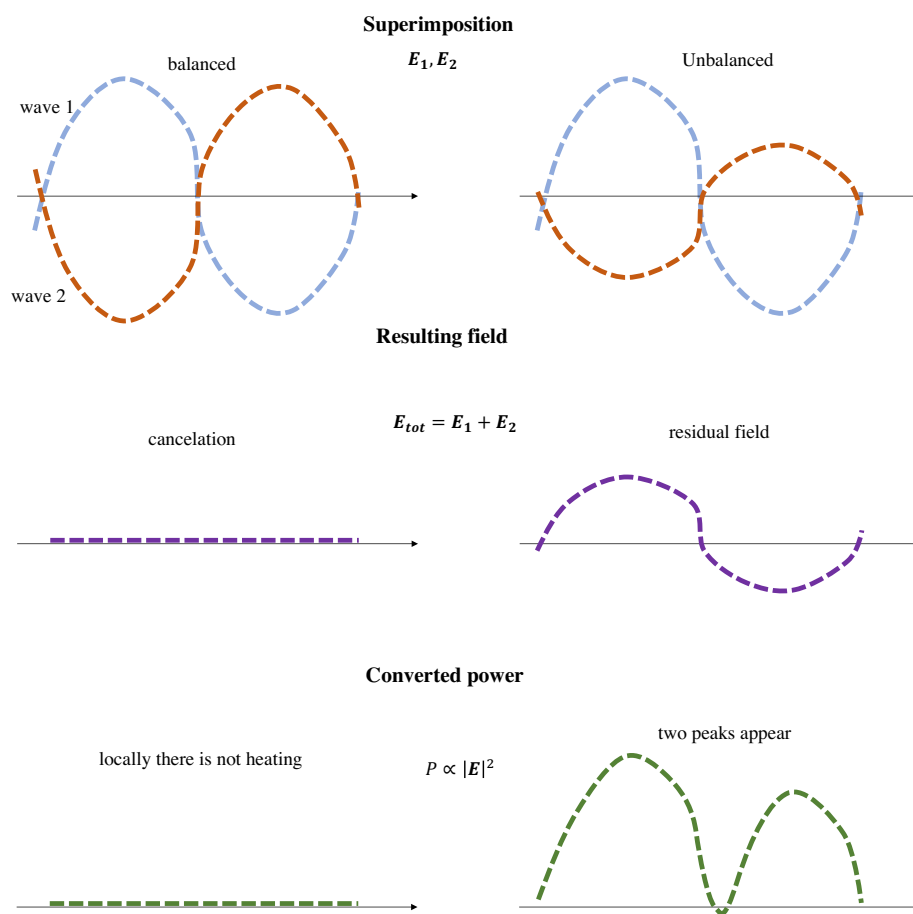 Superimposition
balanced
E₁, E₂
Unbalanced
wave 1
wave 2
Resulting field
cancelation
E_tot = E₁ + E₂
residual field
Converted power
locally there is not heating
P ∝ |E|²
two peaks appear